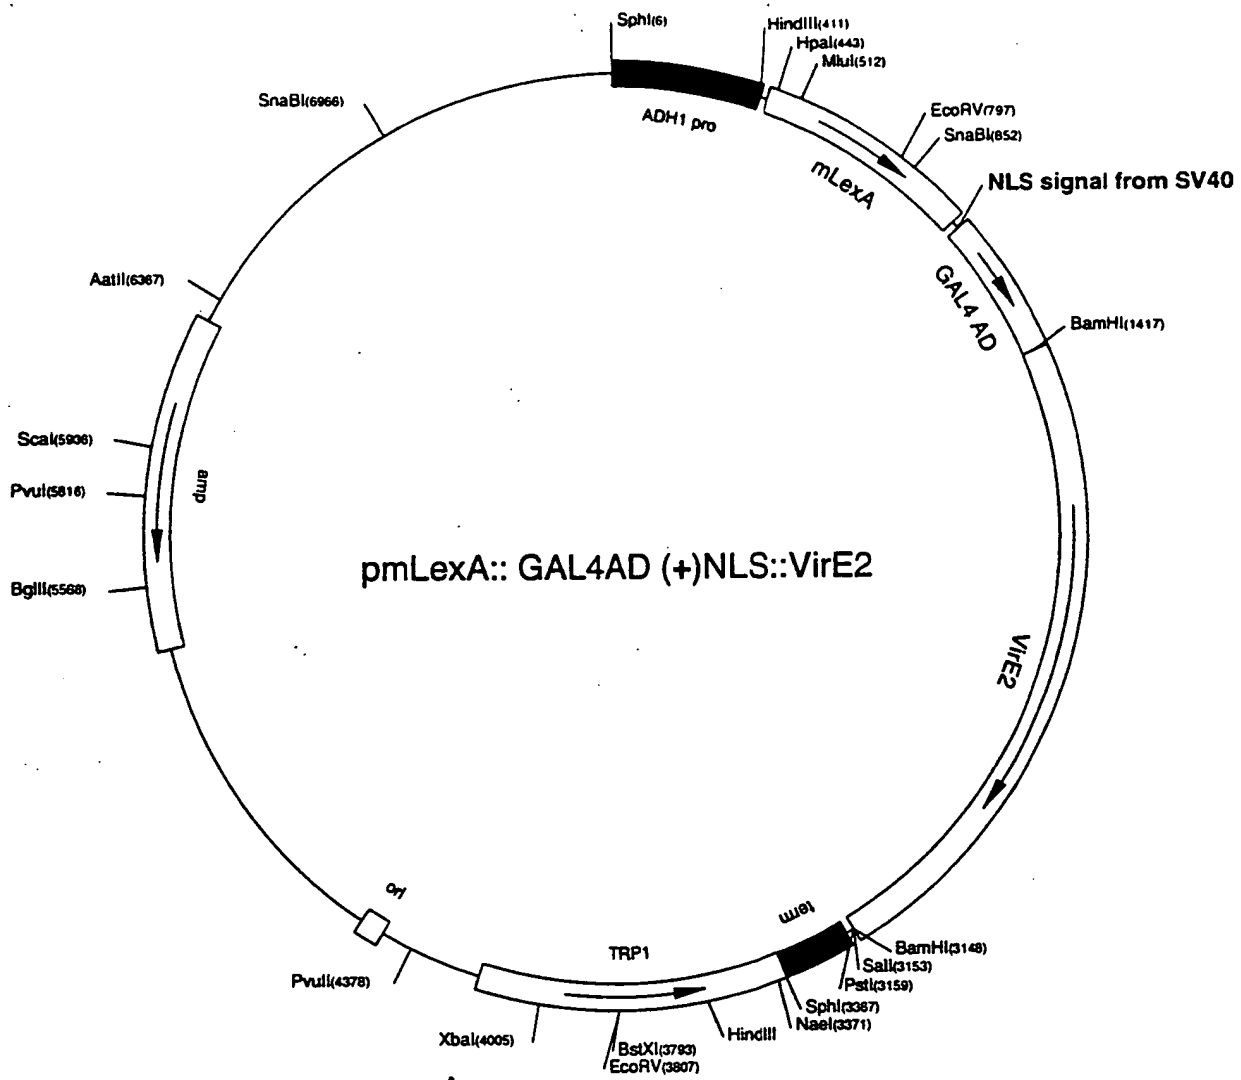 SphI(6)
HindIII(411)
HpaI(443)
MluI(512)
SnaBI(6966)
ADH1 pro
EcoRV(797)
SnaBI(852)
mLexA
NLS signal from SV40
AatII(6367)
GAL4 AD
BamHI(1417)
ScaI(5936)
amp
PvuI(5816)
pmLexA:: GAL4AD (+)NLS::VirE2
BglII(5568)
VirE2
ori
term
TRP1
BamHI(3148)
SalI(3153)
PvuII(4378)
PstI(3159)
SphI(3367)
NaeI(3371)
HindIII
XbaI(4005)
BstXI(3793)
EcoRV(3807)